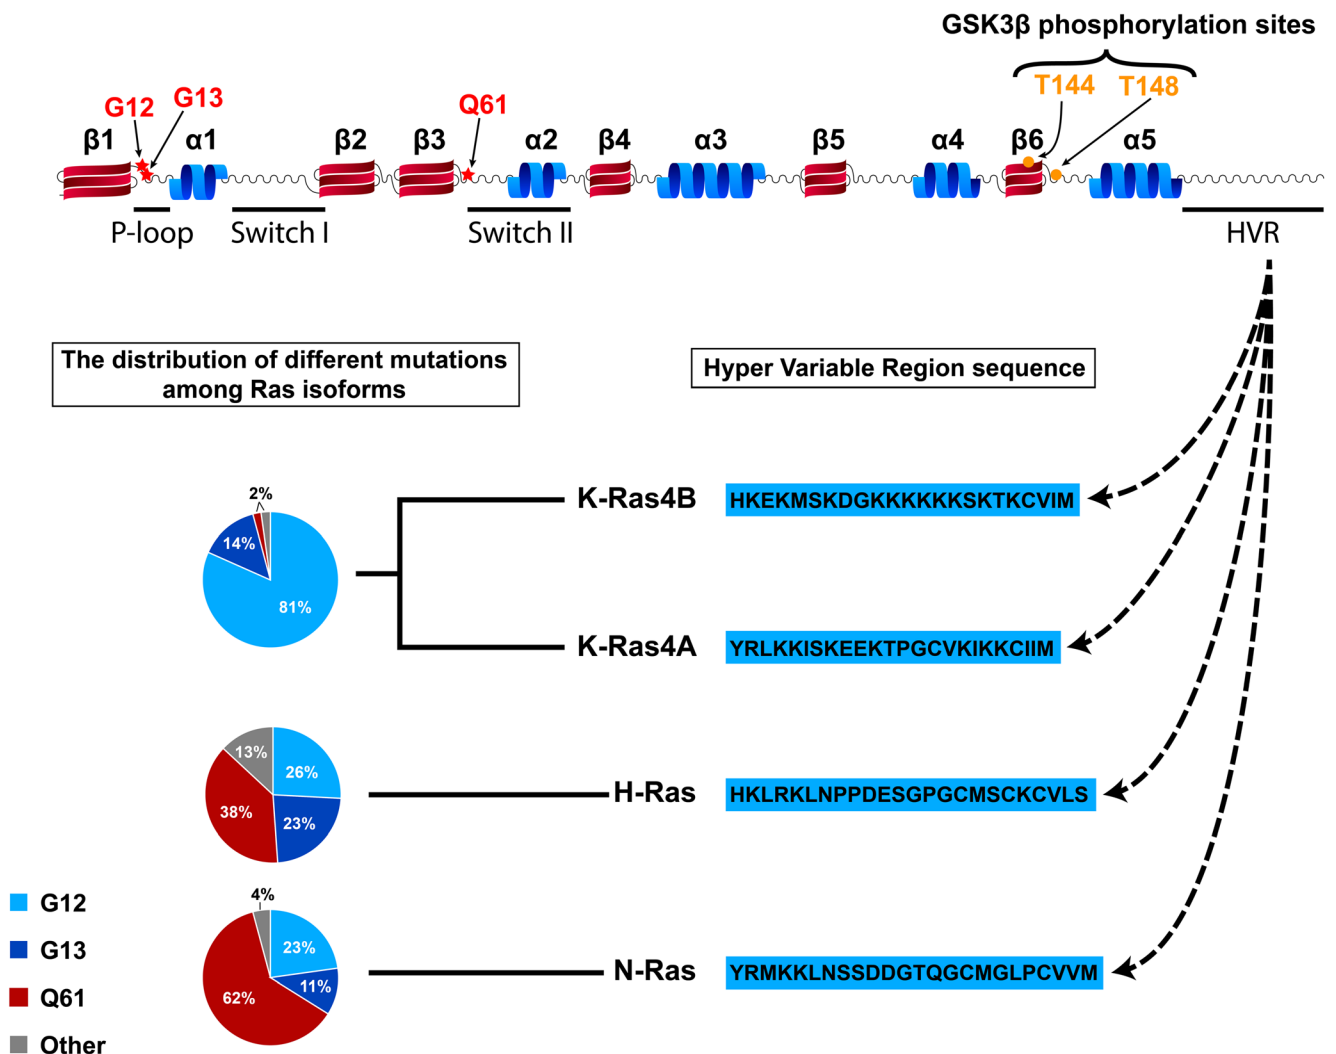 GSK3β phosphorylation sites
T144 T148
G12 G13 Q61
β1 α1 β2 β3 α2 β4 α3 β5 α4 β6 α5
P-loop Switch I Switch II HVR
The distribution of different mutations
among Ras isoforms
Hyper Variable Region sequence
2%
14%
81%
K-Ras4B HKEKMSKDGKKKKKKSKTKCVIM
K-Ras4A YRLKKISKEEKTPGCVKIKKCIIM
13%
26%
38%
23%
H-Ras HKLRKLNPPDESGPGCMSCKCVLS
4%
23%
11%
62%
N-Ras YRMKKLNSSDDGTQGCMGLPCVVM
G12
G13
Q61
Other